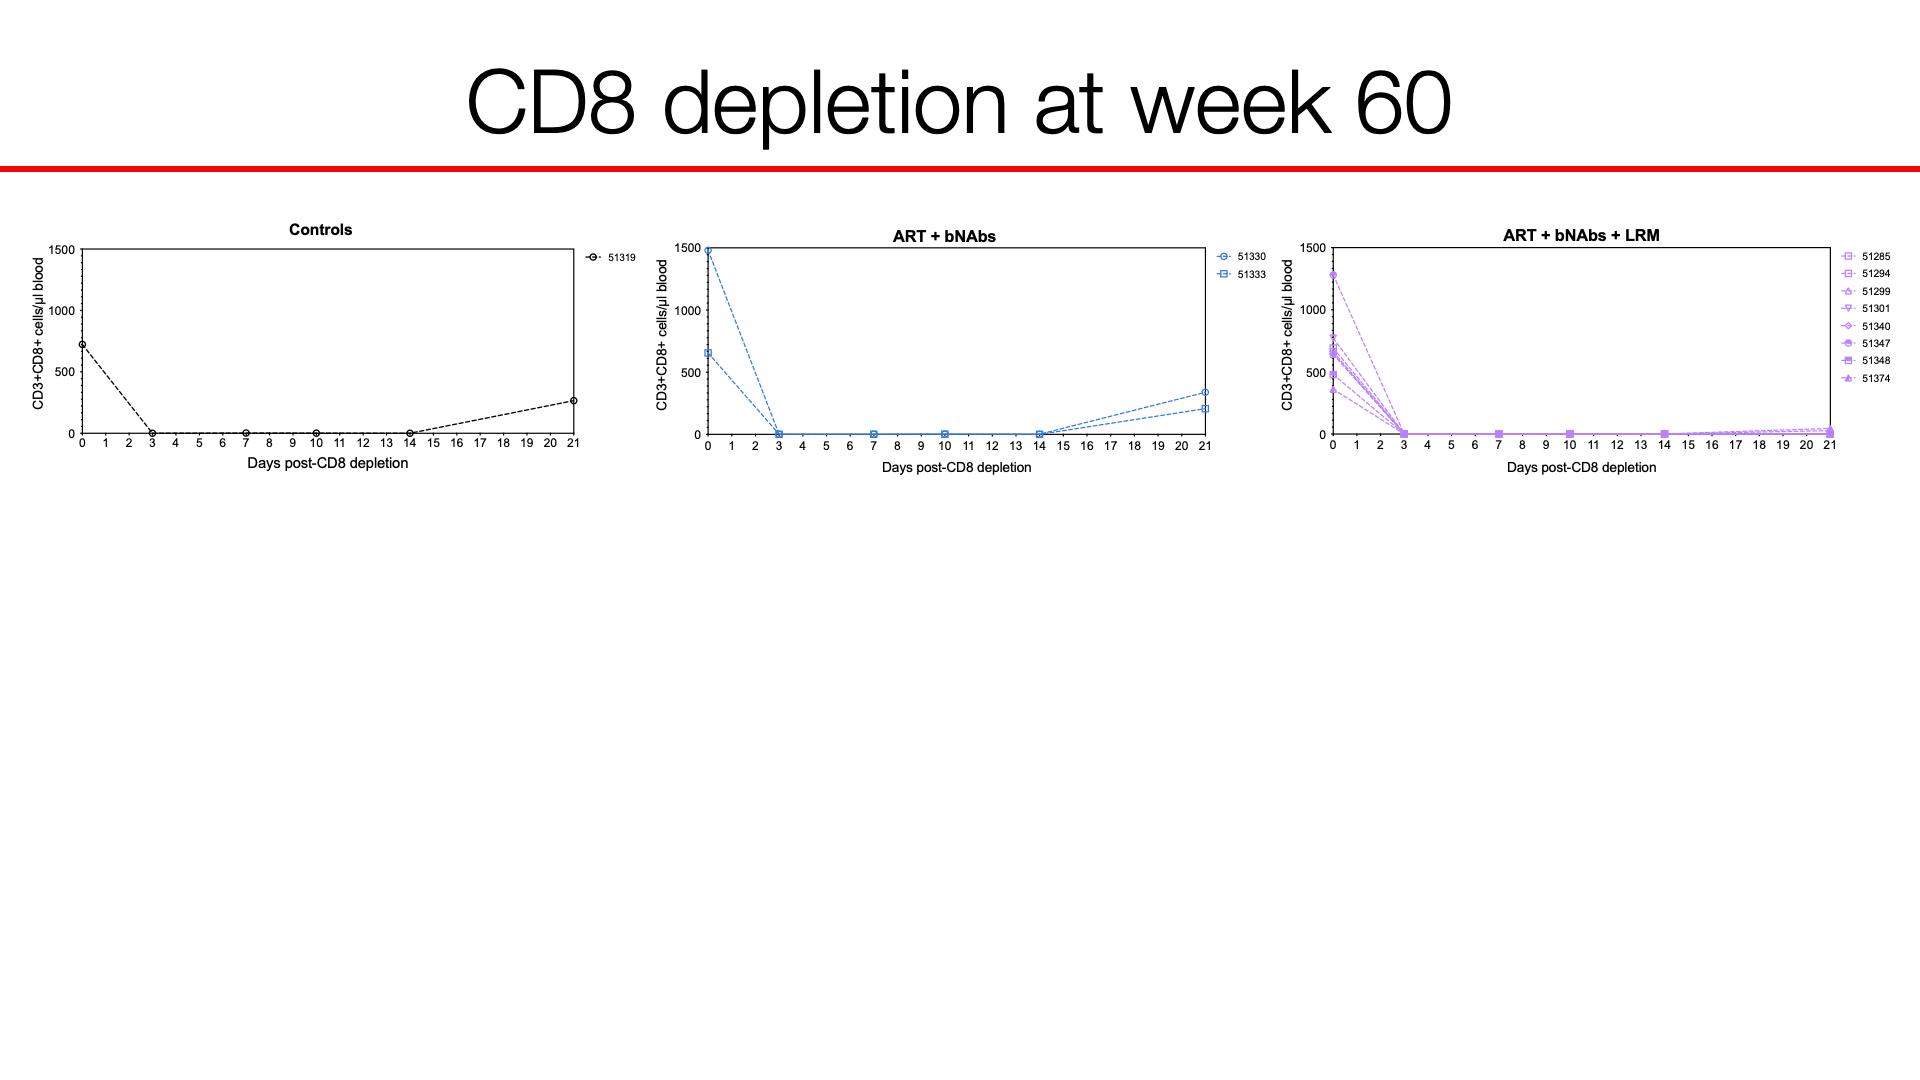 CD8 depletion at week 60
Controls
CD3+CD8+ cells/µl blood
1500
1000
500
0
0 1 2 3 4 5 6 7 8 9 10 11 12 13 14 15 16 17 18 19 20 21
Days post-CD8 depletion
51319
ART + bNAbs
CD3+CD8+ cells/µl blood
1500
1000
500
0
0 1 2 3 4 5 6 7 8 9 10 11 12 13 14 15 16 17 18 19 20 21
Days post-CD8 depletion
51330
51333
ART + bNAbs + LRM
CD3+CD8+ cells/µl blood
1500
1000
500
0
0 1 2 3 4 5 6 7 8 9 10 11 12 13 14 15 16 17 18 19 20 21
Days post-CD8 depletion
51285
51294
51299
51301
51340
51347
51348
51374